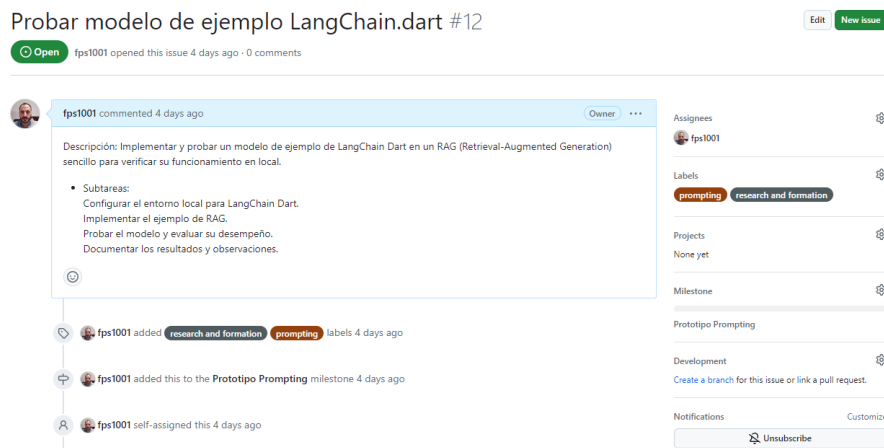 Probar modelo de ejemplo LangChain.dart #12
Edit
New issue
Open
fps1001 opened this issue 4 days ago · 0 comments
fps1001 commented 4 days ago
Owner
Descripción: Implementar y probar un modelo de ejemplo de LangChain Dart en un RAG (Retrieval-Augmented Generation)
sencillo para verificar su funcionamiento en local.
• Subtareas:
Configurar el entorno local para LangChain Dart.
Implementar el ejemplo de RAG.
Probar el modelo y evaluar su desempeño.
Documentar los resultados y observaciones.
fps1001 added research and formation prompting labels 4 days ago
fps1001 added this to the Prototipo Prompting milestone 4 days ago
fps1001 self-assigned this 4 days ago
Assignees
fps1001
Labels
prompting research and formation
Projects
None yet
Milestone
Prototipo Prompting
Development
Create a branch for this issue or link a pull request.
Notifications
Customize
Unsubscribe